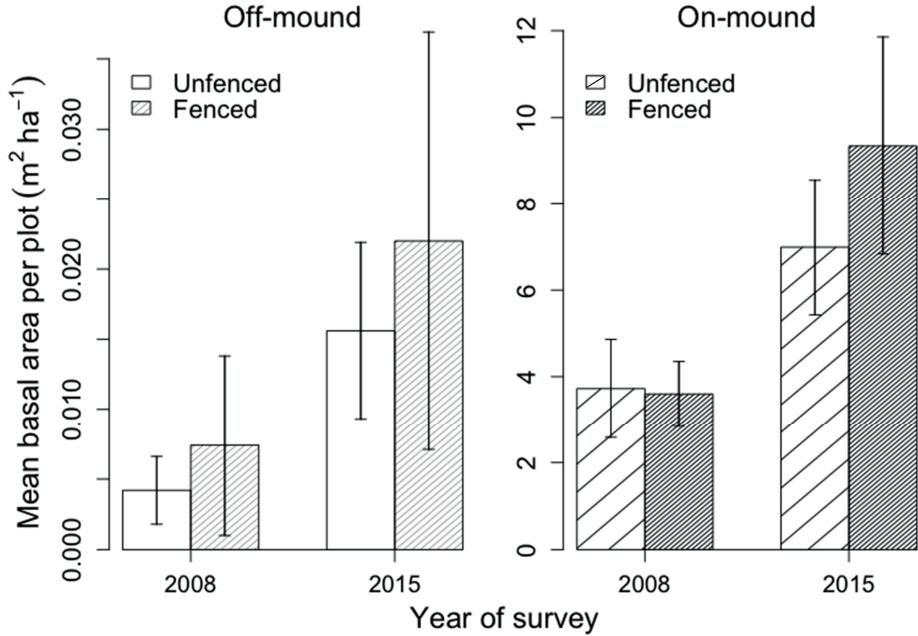 Off-mound
On-mound
Mean basal area per plot (m² ha⁻¹)
0.000
0.010
0.020
0.030
Unfenced
Fenced
2008
2015
0
2
4
6
8
10
12
Unfenced
Fenced
2008
2015
Year of survey